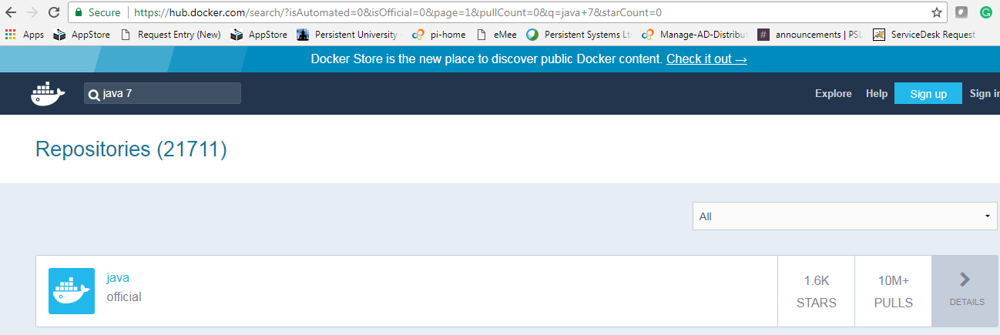 Secure https://hub.docker.com/search/?isAutomated=0&isOfficial=0&page=1&pullCount=0&q=java+7&starCount=0
Apps AppStore Request Entry (New) AppStore Persistent University pi-home eMee Persistent Systems Lt Manage-AD-Distribut announcements | PSL ServiceDesk Request
Docker Store is the new place to discover public Docker content. Check it out →
java 7 Explore Help Sign up Sign in
Repositories (21711)
All
java
official
1.6K
STARS
10M+
PULLS
DETAILS